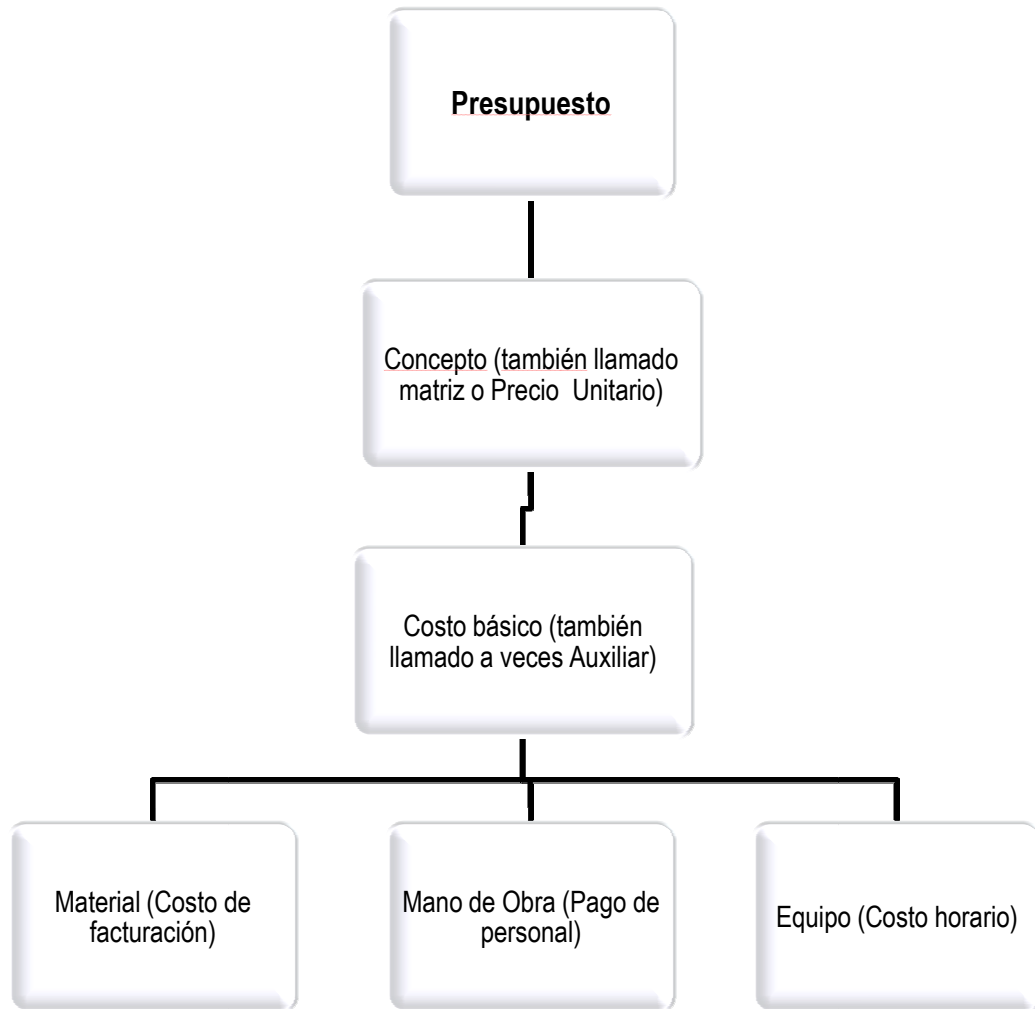 Presupuesto
Concepto (también llamado
matriz o Precio Unitario)
Costo básico (también
llamado a veces Auxiliar)
Material (Costo de
facturación)
Mano de Obra (Pago de
personal)
Equipo (Costo horario)